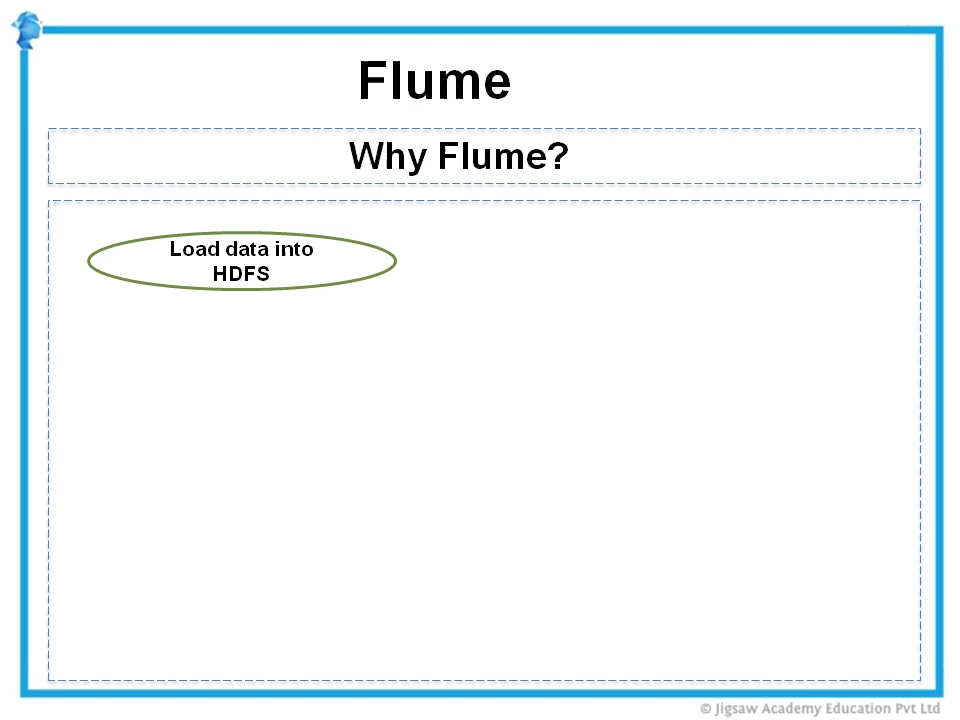 Flume
Why Flume?
Load data into
HDFS
© Jigsaw Academy Education Pvt Ltd